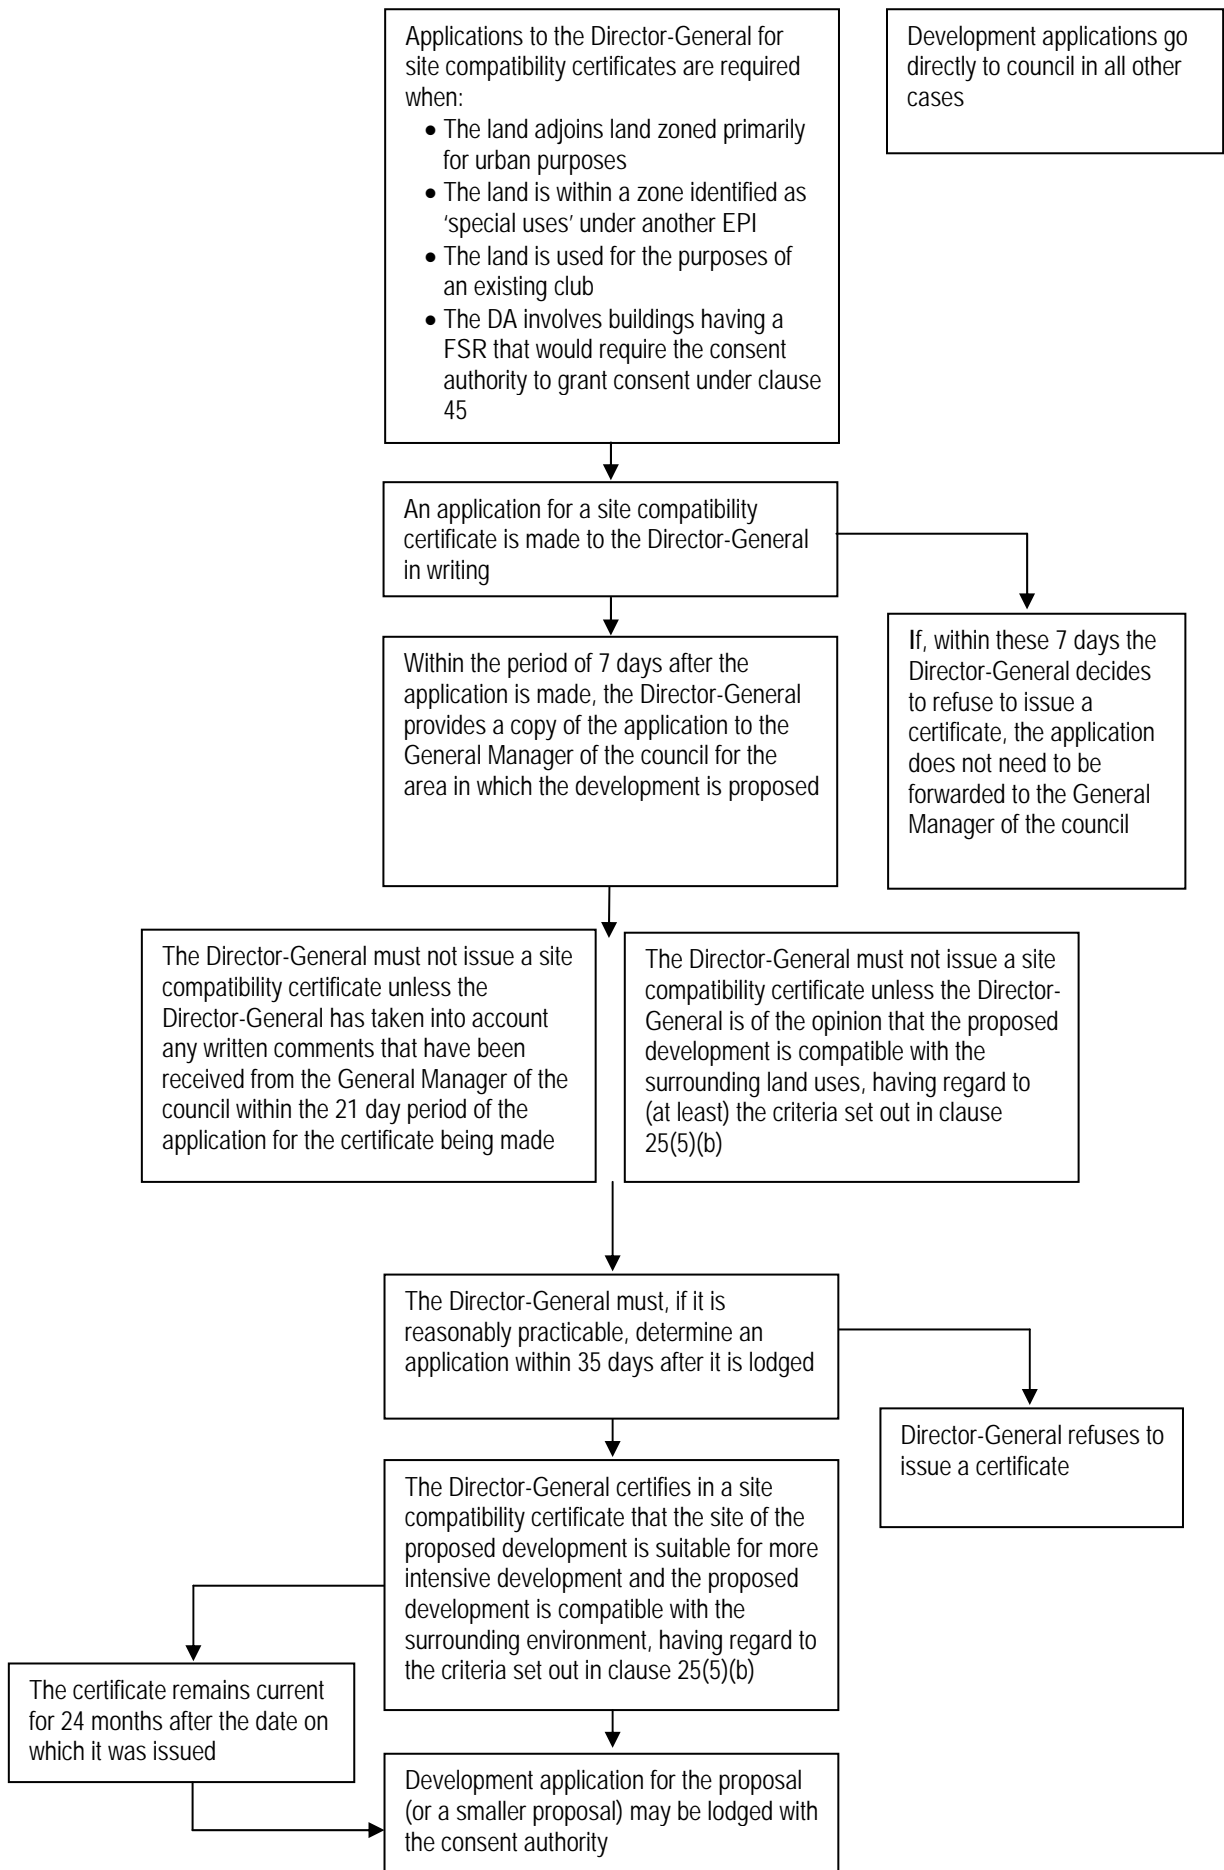 Applications to the Director-General for
site compatibility certificates are required
when:
• The land adjoins land zoned primarily
for urban purposes
• The land is within a zone identified as
‘special uses’ under another EPI
• The land is used for the purposes of
an existing club
• The DA involves buildings having a
FSR that would require the consent
authority to grant consent under clause
45
Development applications go
directly to council in all other
cases
An application for a site compatibility
certificate is made to the Director-General
in writing
Within the period of 7 days after the
application is made, the Director-General
provides a copy of the application to the
General Manager of the council for the
area in which the development is proposed
If, within these 7 days the
Director-General decides
to refuse to issue a
certificate, the application
does not need to be
forwarded to the General
Manager of the council
The Director-General must not issue a site
compatibility certificate unless the
Director-General has taken into account
any written comments that have been
received from the General Manager of the
council within the 21 day period of the
application for the certificate being made
The Director-General must not issue a site
compatibility certificate unless the Director-
General is of the opinion that the proposed
development is compatible with the
surrounding land uses, having regard to
(at least) the criteria set out in clause
25(5)(b)
The Director-General must, if it is
reasonably practicable, determine an
application within 35 days after it is lodged
Director-General refuses to
issue a certificate
The Director-General certifies in a site
compatibility certificate that the site of the
proposed development is suitable for more
intensive development and the proposed
development is compatible with the
surrounding environment, having regard to
the criteria set out in clause 25(5)(b)
The certificate remains current
for 24 months after the date on
which it was issued
Development application for the proposal
(or a smaller proposal) may be lodged with
the consent authority